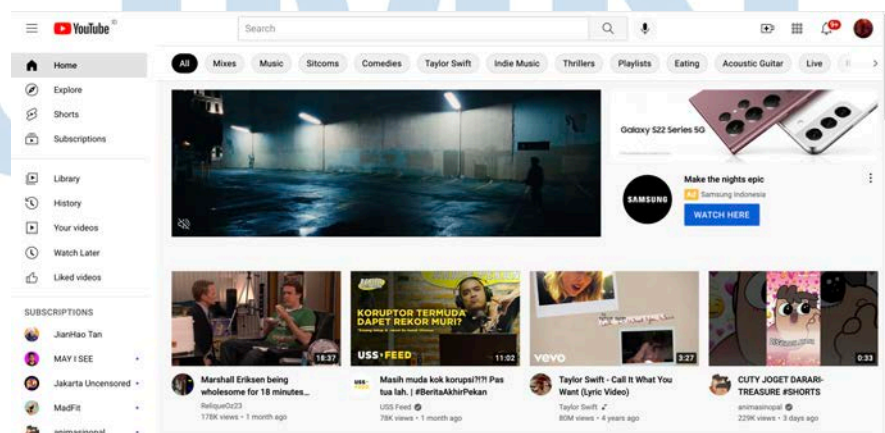 YouTube ID
Search
9+
Home
Explore
Shorts
Subscriptions
Library
History
Your videos
Watch Later
Liked videos
SUBSCRIPTIONS
JianHao Tan
MAY I SEE
Jakarta Uncensored
MadFit
animasinopal
All Mixes Music Sitcoms Comedies Taylor Swift Indie Music Thrillers Playlists Eating Acoustic Guitar Live
Galaxy S22 Series 5G
SAMSUNG
Make the nights epic
Ad Samsung Indonesia
WATCH HERE
18:37
Marshall Eriksen being
wholesome for 18 minutes...
ReliqueOz23
178K views • 1 month ago
KORUPTOR TERMUDA
DAPET REKOR MURI?
USS FEED
11:02
Masih muda kok korupsi?!?! Pas
tua lah. | #BeritaAkhirPekan
USS Feed
78K views • 1 month ago
vevo
3:27
Taylor Swift - Call It What You
Want (Lyric Video)
Taylor Swift
80M views • 4 years ago
0:33
CUTY JOGET DARARI-
TREASURE #SHORTS
animasinopal
229K views • 3 days ago